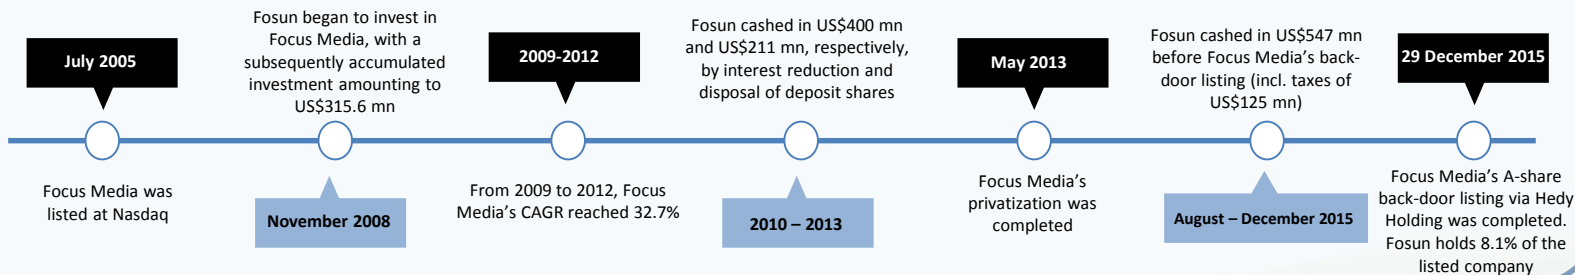 July 2005
Focus Media was
listed at Nasdaq
Fosun began to invest in
Focus Media, with a
subsequently accumulated
investment amounting to
US$315.6 mn
November 2008
2009-2012
From 2009 to 2012, Focus
Media’s CAGR reached 32.7%
Fosun cashed in US$400 mn
and US$211 mn, respectively,
by interest reduction and
disposal of deposit shares
2010 – 2013
May 2013
Focus Media’s
privatization was
completed
Fosun cashed in US$547 mn
before Focus Media’s back-
door listing (incl. taxes of
US$125 mn)
August – December 2015
29 December 2015
Focus Media’s A-share
back-door listing via Hedy
Holding was completed.
Fosun holds 8.1% of the
listed company